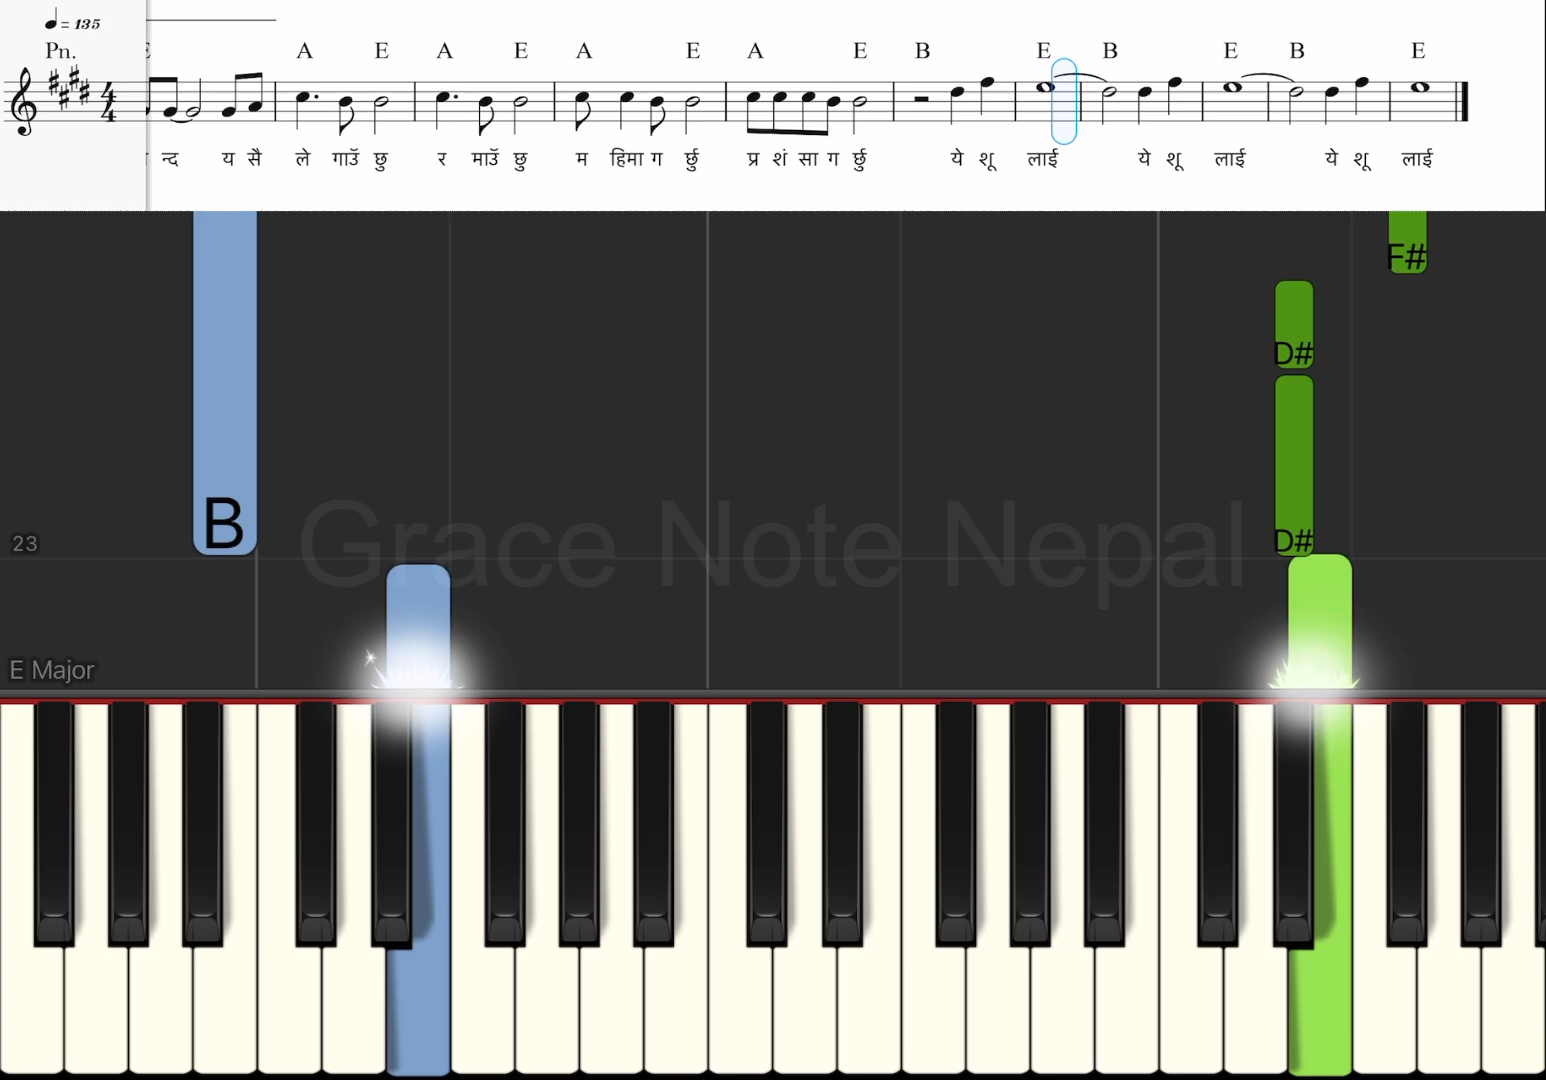 = 135
Pn.
E A E A E A E A E B E B E B E
न्द य सै ले गाउँ छु र माउँ छु म हिमा ग र्छु प्र शं सा ग र्छु ये शू लाई ये शू लाई ये शू लाई
F#
D#
B
D#
23
Grace Note Nepal
E Major